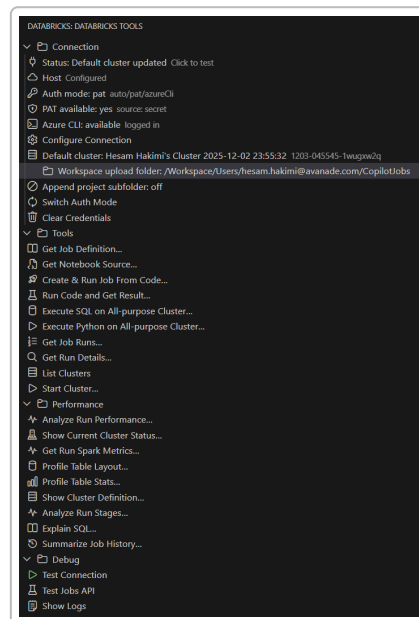 DATABRICKS: DATABRICKS TOOLS
Connection
Status: Default cluster updated Click to test
Host Configured
Auth mode: pat auto/pat/azureCli
PAT available: yes source: secret
Azure CLI: available logged in
Configure Connection
Default cluster: Hesam Hakimi's Cluster 2025-12-02 23:55:32 1203-045545-1wugxw2q
Workspace upload folder: /Workspace/Users/hesam.hakimi@avanade.com/CopilotJobs
Append project subfolder: off
Switch Auth Mode
Clear Credentials
Tools
Get Job Definition...
Get Notebook Source...
Create & Run Job From Code...
Run Code and Get Result...
Execute SQL on All-purpose Cluster...
Execute Python on All-purpose Cluster...
Get Job Runs...
Get Run Details...
List Clusters
Start Cluster...
Performance
Analyze Run Performance...
Show Current Cluster Status...
Get Run Spark Metrics...
Profile Table Layout...
Profile Table Stats...
Show Cluster Definition...
Analyze Run Stages...
Explain SQL...
Summarize Job History...
Debug
Test Connection
Test Jobs API
Show Logs